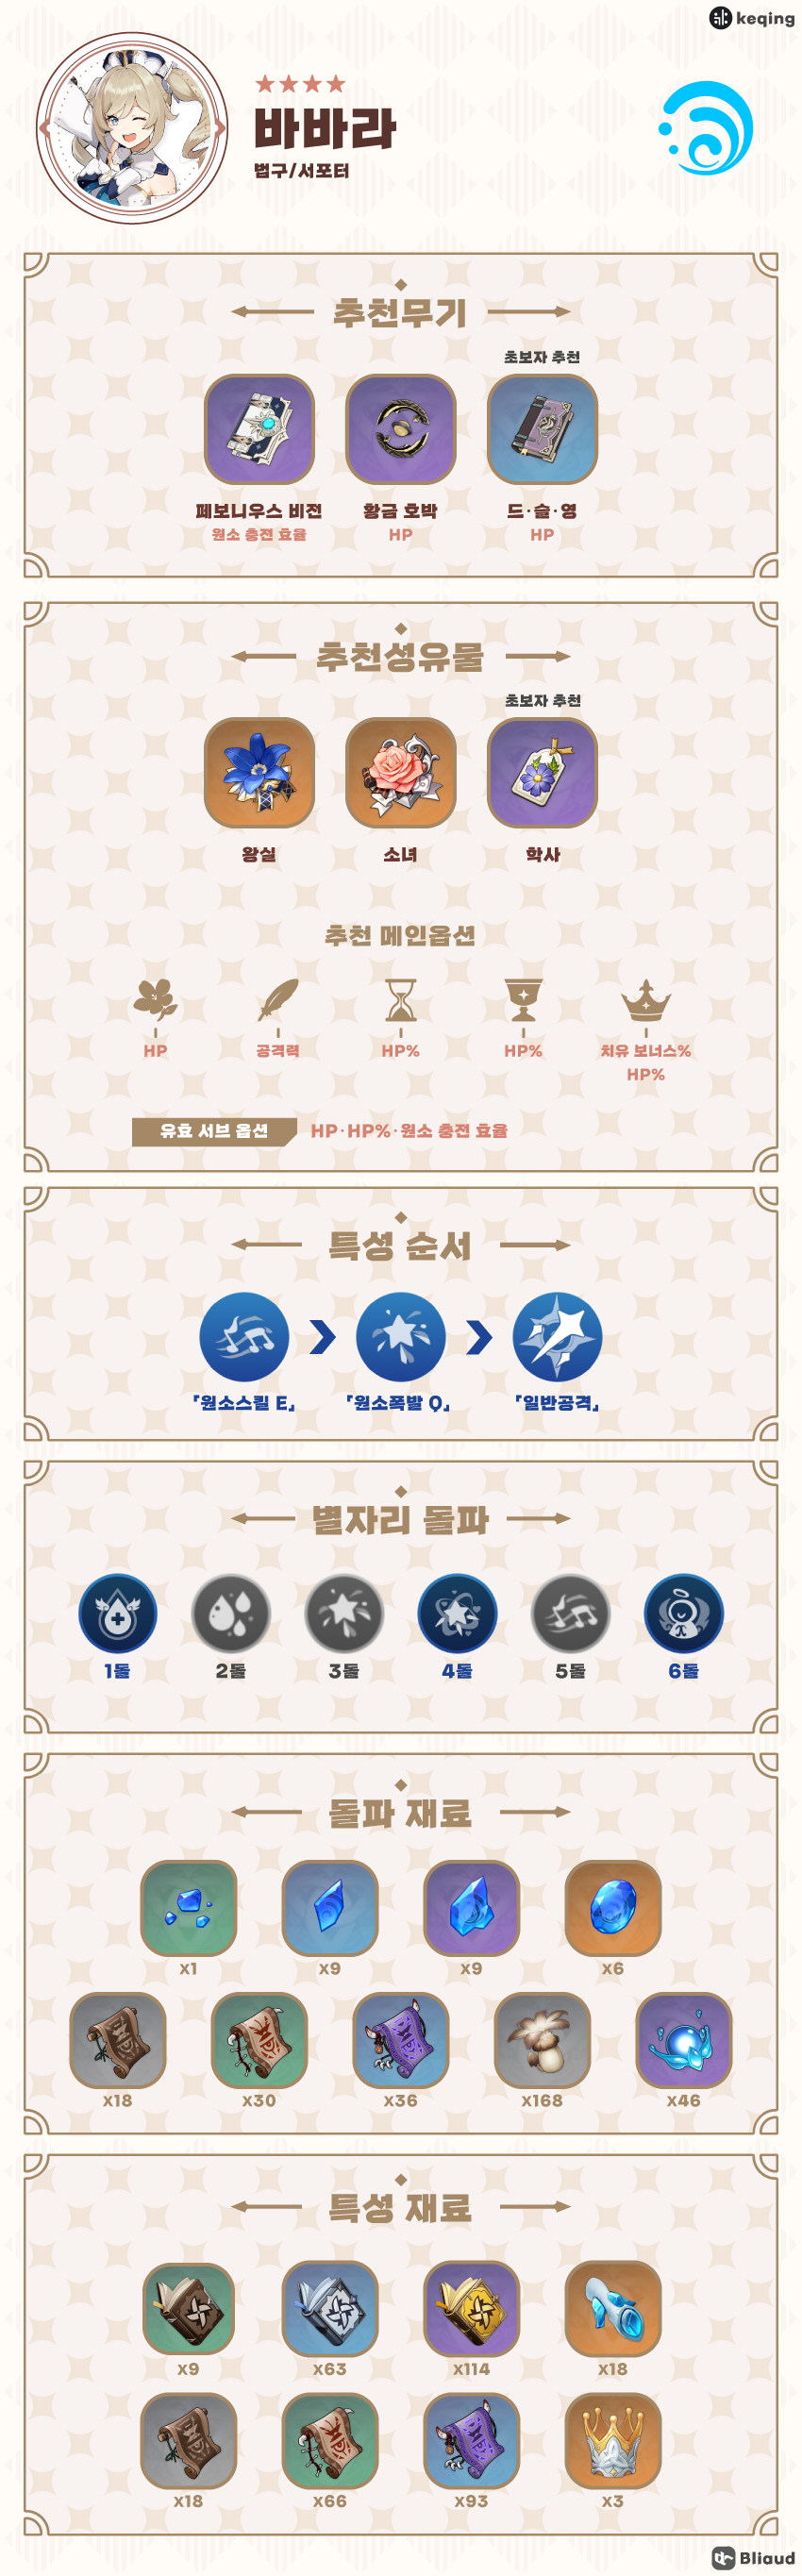 keqing
바바라
법구/서포터
추천무기
초보자 추천
페보니우스 비전
황금 호박
드·슬·영
원소 충전 효율
HP
HP
추천성유물
초보자 추천
왕실
소녀
학사
추천 메인옵션
HP
공격력
HP%
HP%
치유 보너스%
HP%
유효 서브 옵션
HP·HP%·원소 충전 효율
특성 순서
「원소스킬 E」
「원소폭발 Q」
「일반공격」
별자리 돌파
1돌
2돌
3돌
4돌
5돌
6돌
돌파 재료
x1
x9
x9
x6
x18
x30
x36
x168
x46
특성 재료
x9
x63
x114
x18
x18
x66
x93
x3
Bliaud